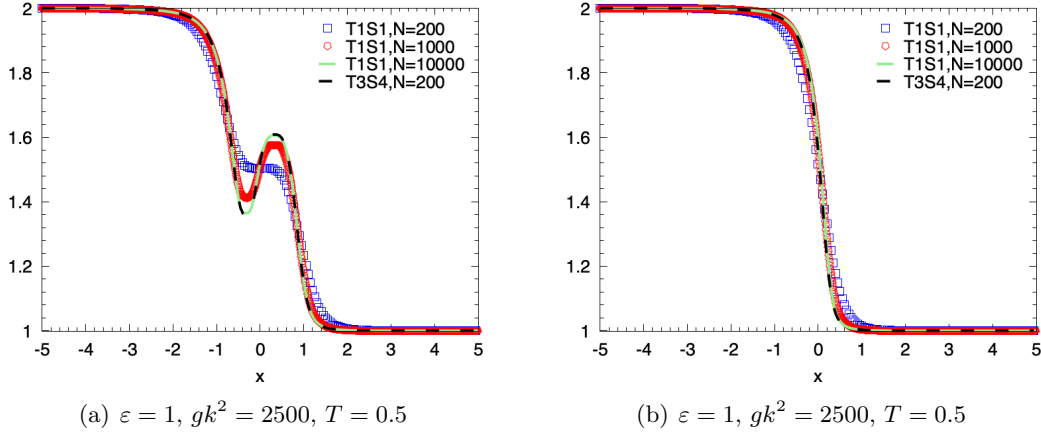 2
1.8
1.6
1.4
1.2
1
-5 -4 -3 -2 -1 0 1 2 3 4 5
x
T1S1,N=200
T1S1,N=1000
T1S1,N=10000
T3S4,N=200
(a) ε = 1, gk² = 2500, T = 0.5
2
1.8
1.6
1.4
1.2
1
-5 -4 -3 -2 -1 0 1 2 3 4 5
x
T1S1,N=200
T1S1,N=1000
T1S1,N=10000
T3S4,N=200
(b) ε = 1, gk² = 2500, T = 0.5